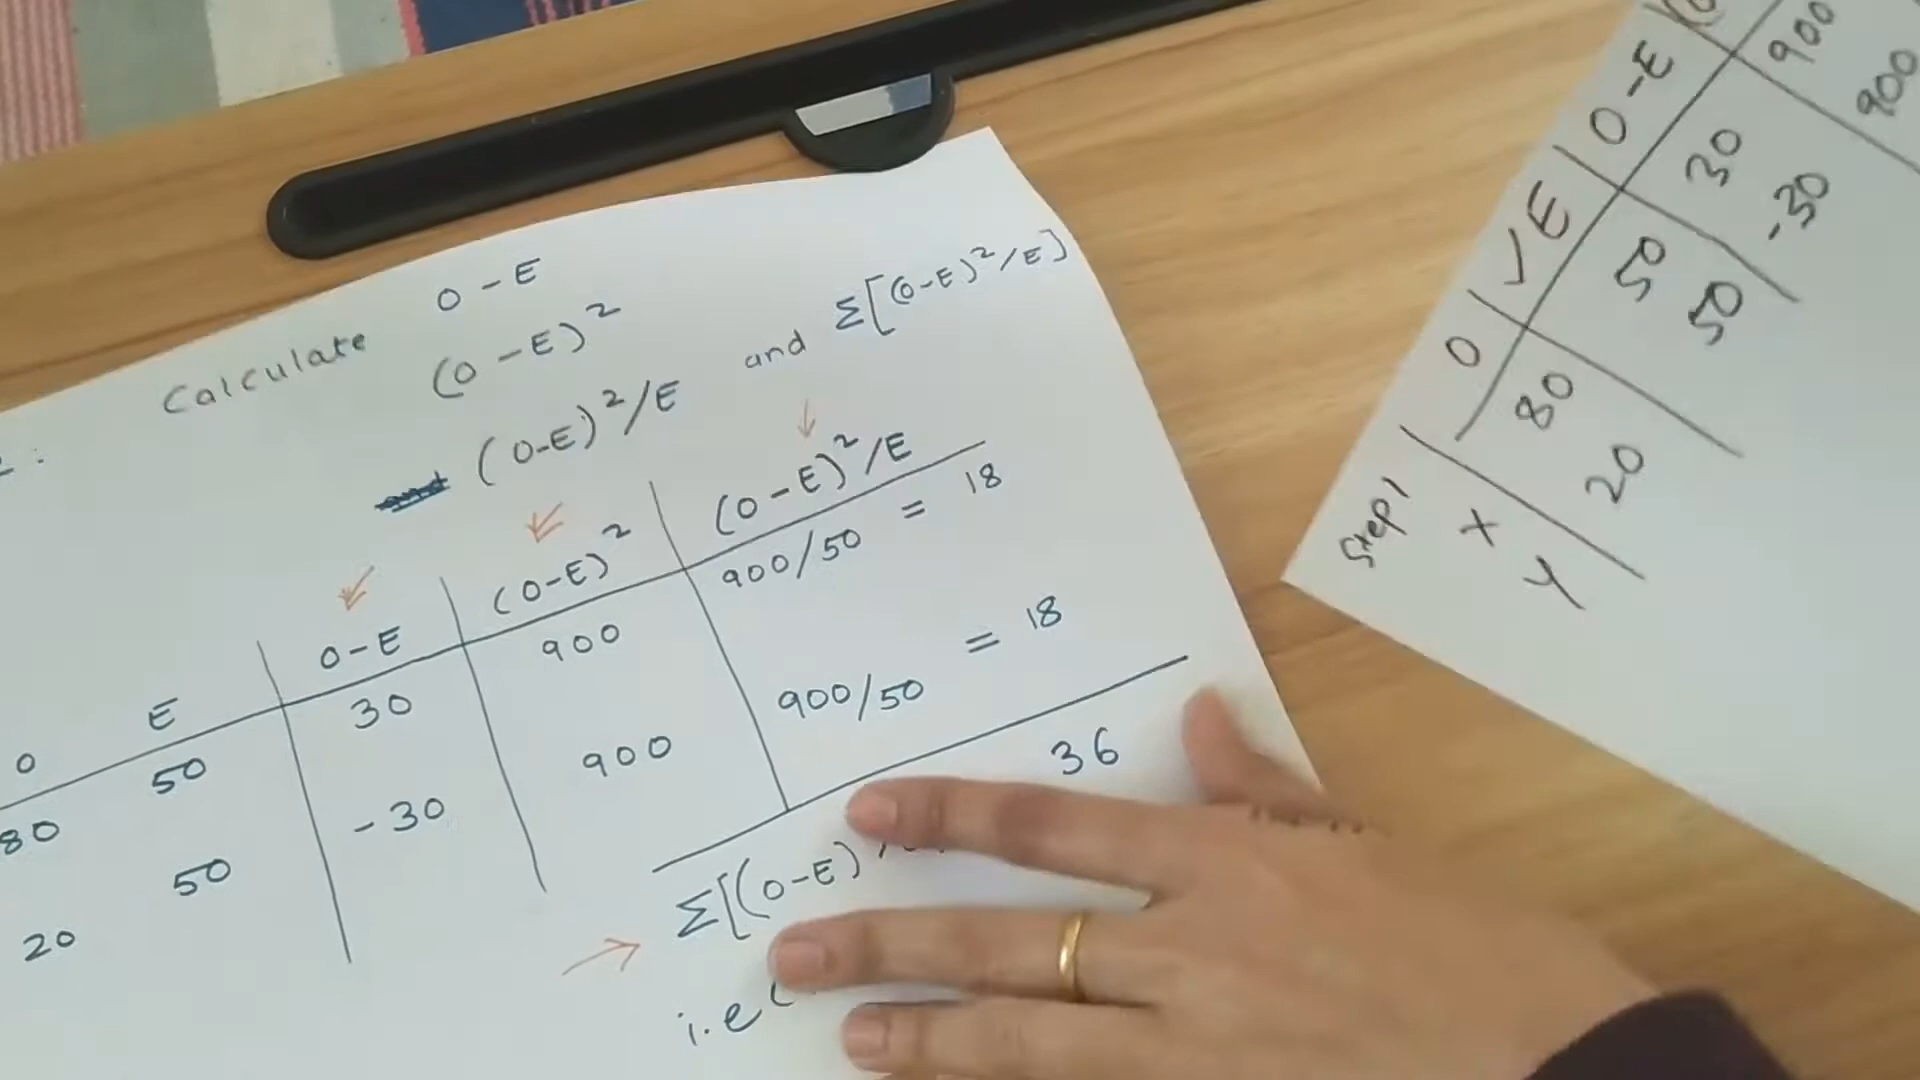 Calculate O-E
(O-E)²
(O-E)²/E and Σ[(O-E)²/E]
O E O-E (O-E)² (O-E)²/E
80 50 30 900 900/50 = 18
20 50 -30 900 900/50 = 18
36
Σ[(O-E)
i.e
Step 1 O E O-E
X 80 50 30 900
Y 20 50 -30 900